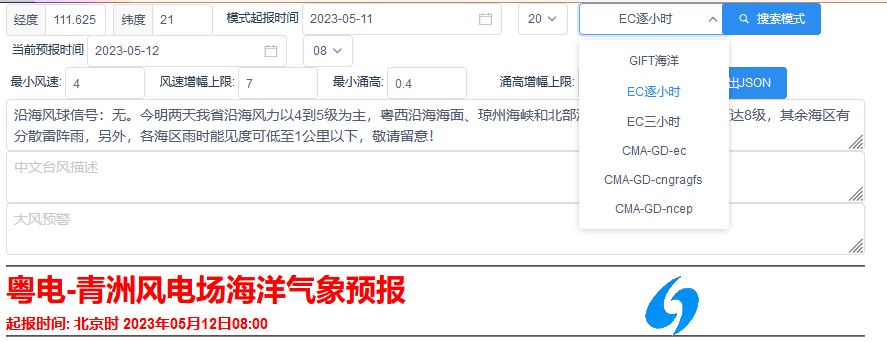 经度 111.625 纬度 21 模式起报时间 2023-05-11 20 EC逐小时 搜索模式
当前预报时间 2023-05-12 08
最小风速: 4 风速增幅上限: 7 最小涌高: 0.4 涌高增幅上限: 出JSON
GIFT海洋
EC逐小时
EC三小时
CMA-GD-ec
CMA-GD-cngragfs
CMA-GD-ncep
沿海风球信号：无。今明两天我省沿海风力以4到5级为主，粤西沿海海面、琼州海峡和北部 达8级，其余海区有
分散雷阵雨，另外，各海区雨时能见度可低至1公里以下，敬请留意！
中文台风描述
大风预警
粤电-青洲风电场海洋气象预报
起报时间: 北京时 2023年05月12日08:00